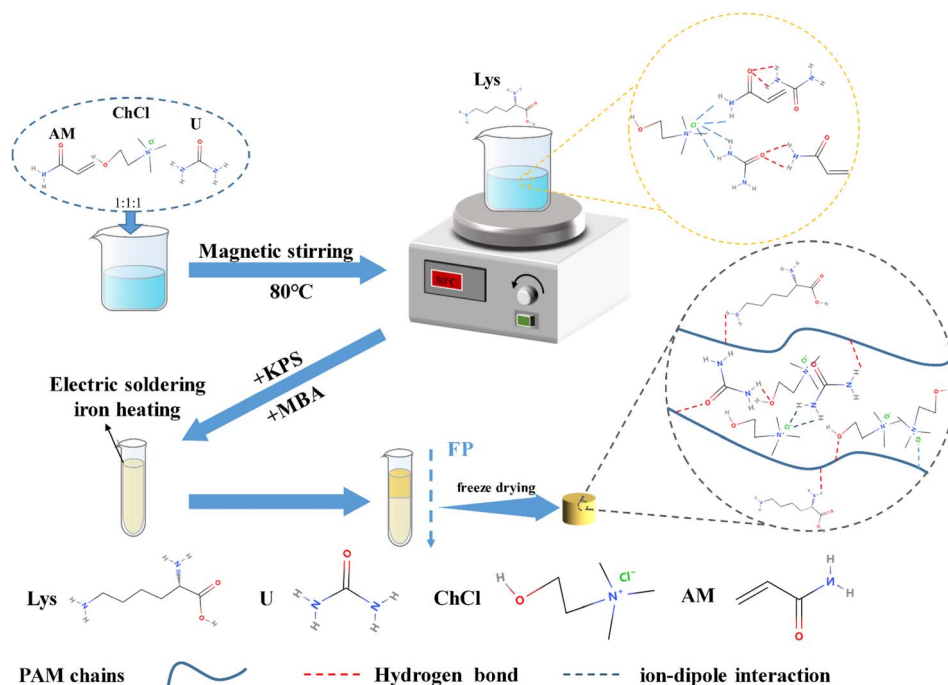 Lys
ChCl
AM
U
1:1:1
Magnetic stirring
80℃
80℃
+KPS
+MBA
Electric soldering
iron heating
FP
freeze drying
Lys
U
ChCl
AM
PAM chains
Hydrogen bond
ion-dipole interaction